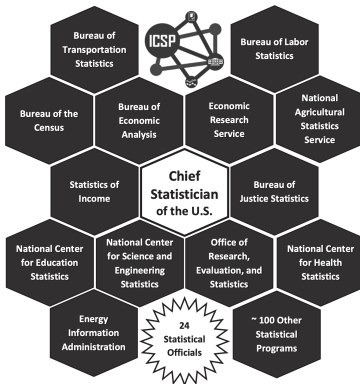 Bureau of
Transportation
Statistics
ICSP
Bureau of Labor
Statistics
Bureau of the
Census
Bureau of
Economic
Analysis
Economic
Research
Service
National
Agricultural
Statistics
Service
Statistics of
Income
Chief
Statistician
of the U.S.
Bureau of
Justice Statistics
National Center
for Education
Statistics
National Center
for Science and
Engineering
Statistics
Office of
Research,
Evaluation, and
Statistics
National Center
for Health
Statistics
Energy
Information
Administration
24
Statistical
Officials
~ 100 Other
Statistical
Programs